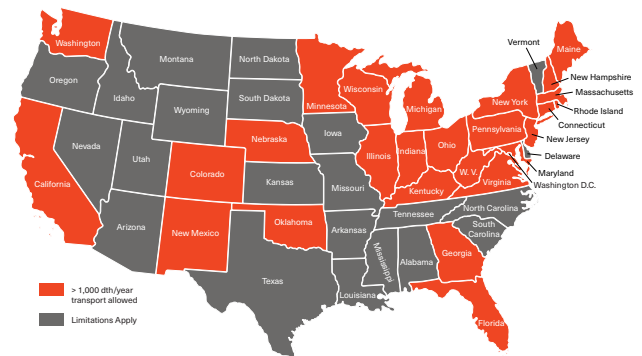 Washington
Oregon
California
Nevada
Idaho
Montana
Wyoming
Utah
Arizona
Colorado
New Mexico
North Dakota
South Dakota
Nebraska
Kansas
Oklahoma
Texas
Minnesota
Iowa
Missouri
Arkansas
Louisiana
Wisconsin
Illinois
Michigan
Indiana
Ohio
Kentucky
Tennessee
Mississippi
Alabama
Georgia
Florida
South
Carolina
North Carolina
Virginia
W. V.
Pennsylvania
New York
Vermont
Maine
New Hampshire
Massachusetts
Rhode Island
Connecticut
New Jersey
Delaware
Maryland
Washington D.C.
> 1,000 dth/year
transport allowed
Limitations Apply